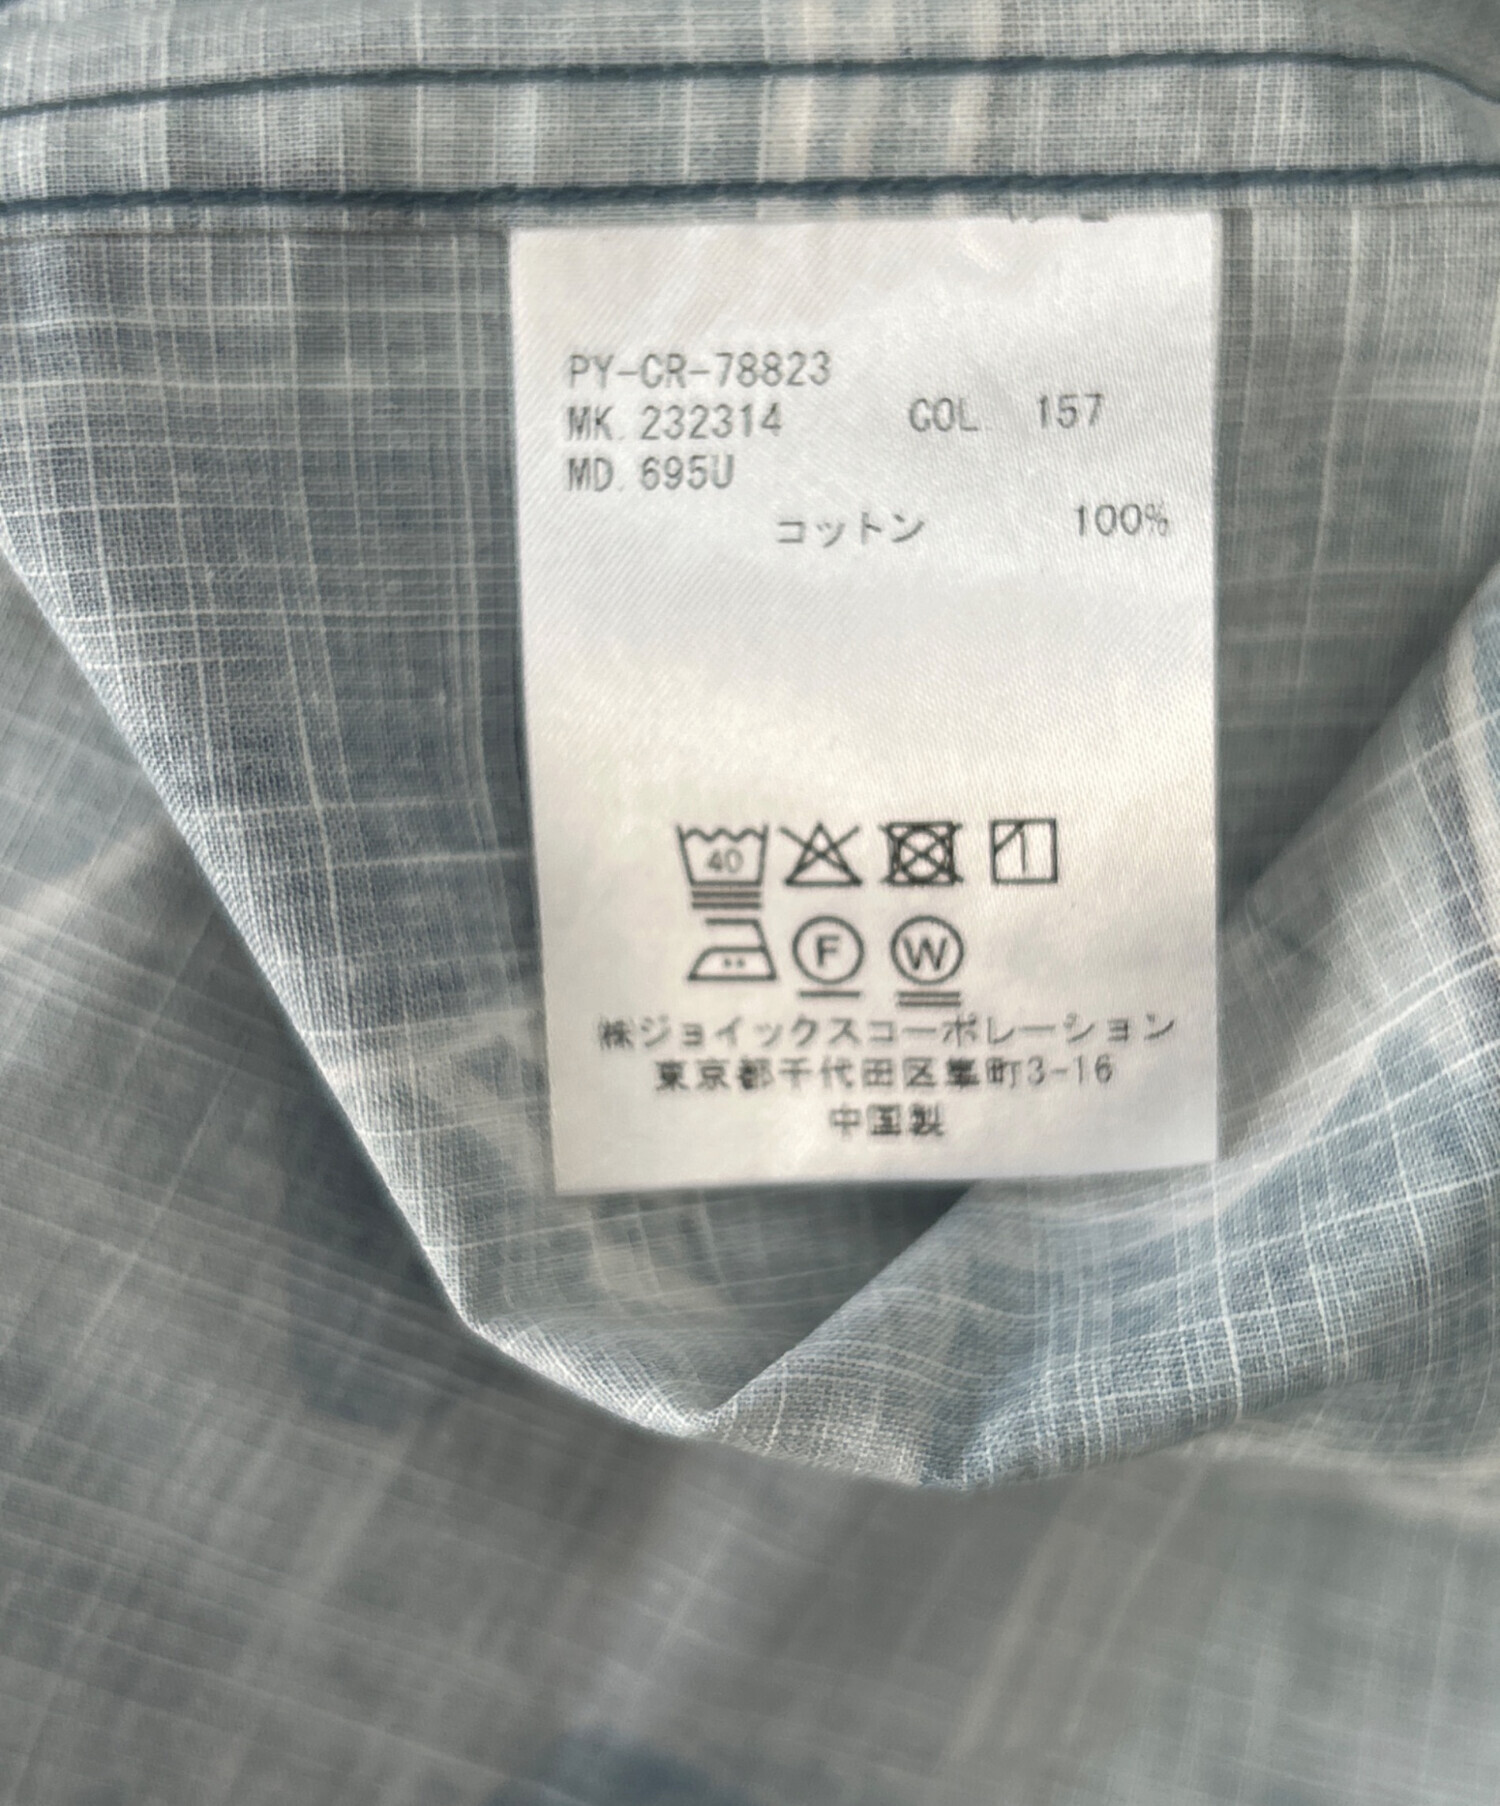 PY-CR-78823
MK. 232314 COL. 157
MD. 695U
コットン 100%
40
F W
㈱ジョイックスコーポレーション
東京都千代田区隼町3-16
中国製